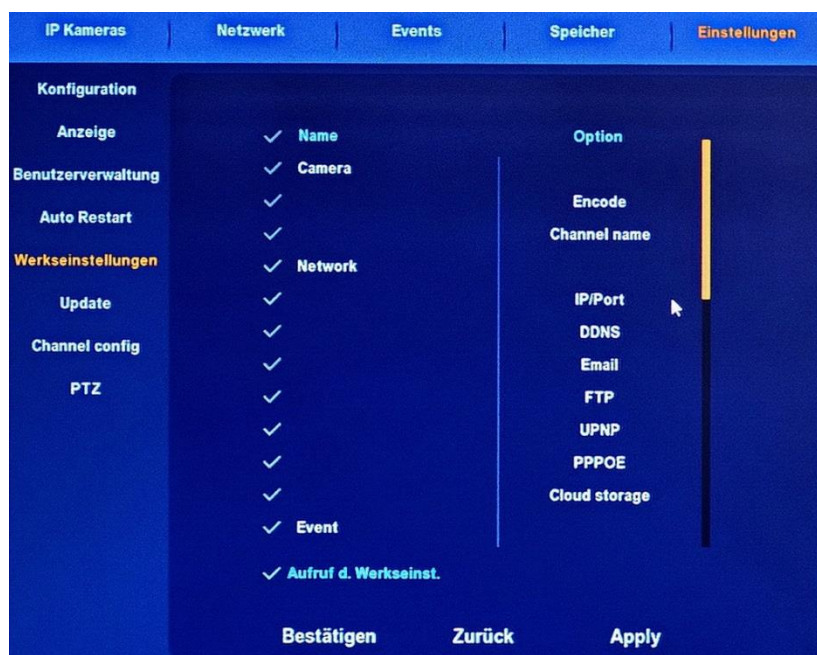 IP Kameras Netzwerk Events Speicher Einstellungen
Konfiguration
Anzeige
Benutzerverwaltung
Auto Restart
Werkseinstellungen
Update
Channel config
PTZ
Name Option
Camera
Encode
Channel name
Network
IP/Port
DDNS
Email
FTP
UPNP
PPPOE
Cloud storage
Event
Aufruf d. Werkseinst.
Bestätigen Zurück Apply